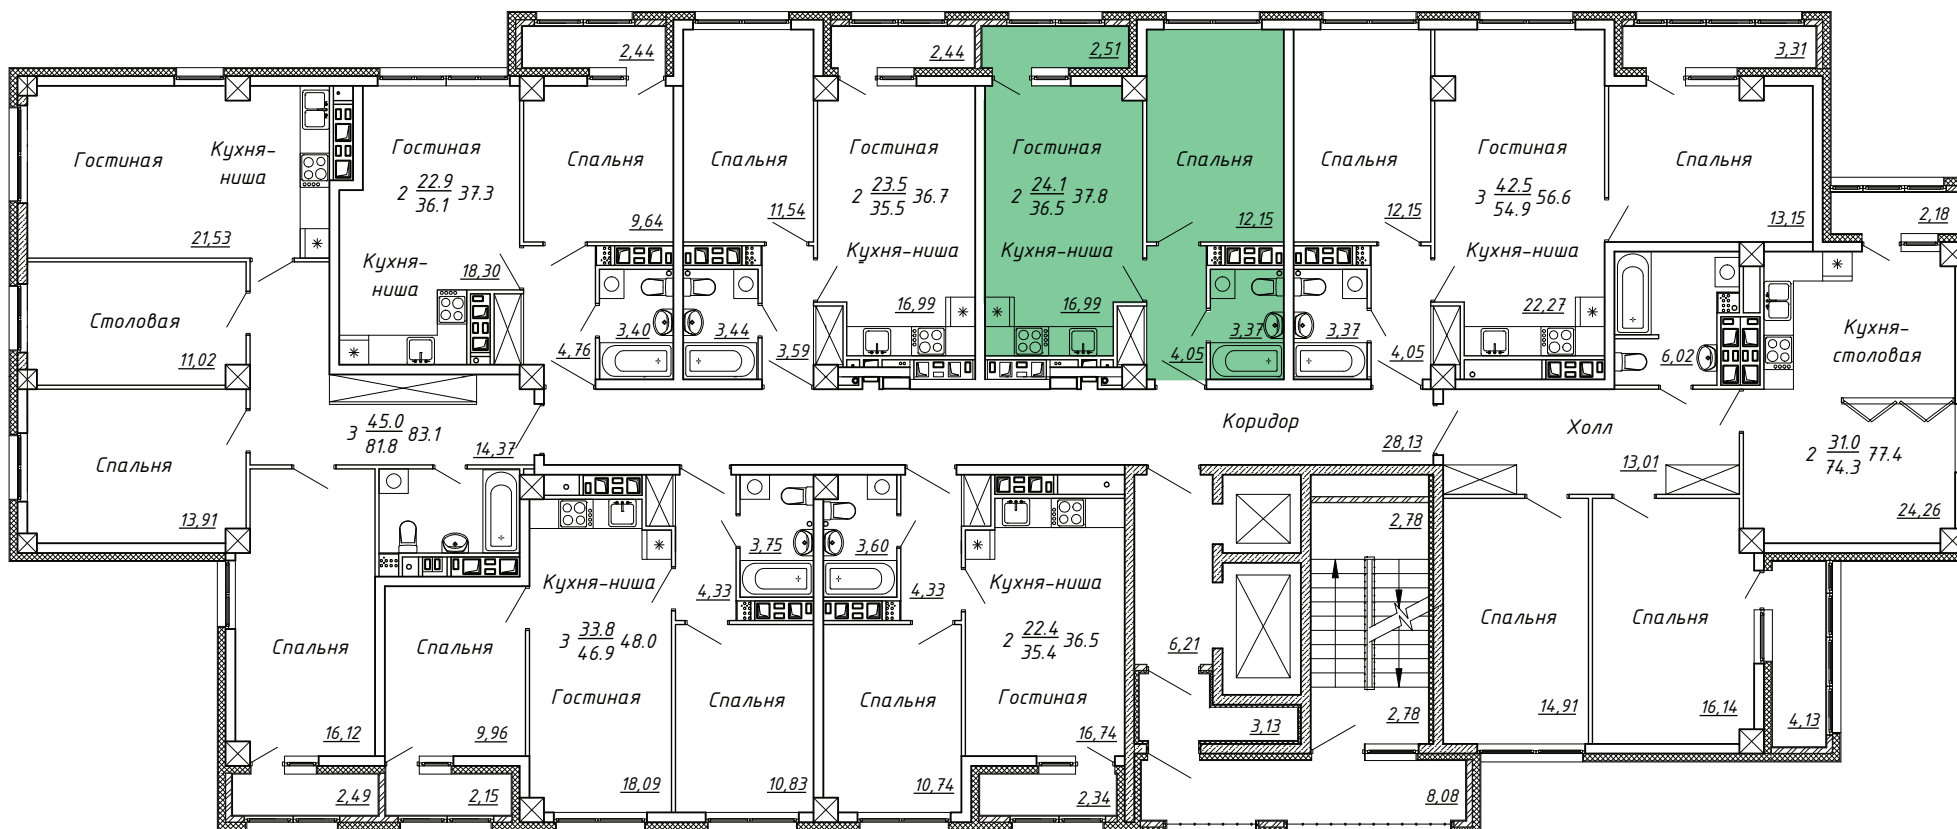 2,44
2,44
2,51
3,31
Гостиная
Кухня-
ниша
21,53
Гостиная
2 22.9 37.3
36.1
Кухня-
ниша
18,30
Спальня
9,64
Спальня
11,54
Гостиная
2 23.5 36.7
35.5
Кухня-ниша
16,99
Гостиная
2 24.1 37.8
36.5
Кухня-ниша
16,99
Спальня
12,15
Спальня
12,15
Гостиная
3 42.5 56.6
54.9
Кухня-ниша
22,27
Спальня
13,15
2,18
Столовая
11,02
4,76
3,40
3,44
3,59
4,05
3,37
3,37
4,05
6,02
Кухня-
столовая
Спальня
13,91
3 45.0 83.1
81.8
14,37
Коридор
28,13
Холл
13,01
2 31.0 77.4
74.3
24,26
Спальня
16,12
Спальня
9,96
Кухня-ниша
3 33.8 48.0
46.9
Гостиная
18,09
4,33
3,75
3,60
4,33
Спальня
10,83
Спальня
10,74
Кухня-ниша
2 22.4 36.5
35.4
Гостиная
16,74
6,21
3,13
2,78
2,78
Спальня
14,91
Спальня
16,14
4,13
2,49
2,15
2,34
8,08